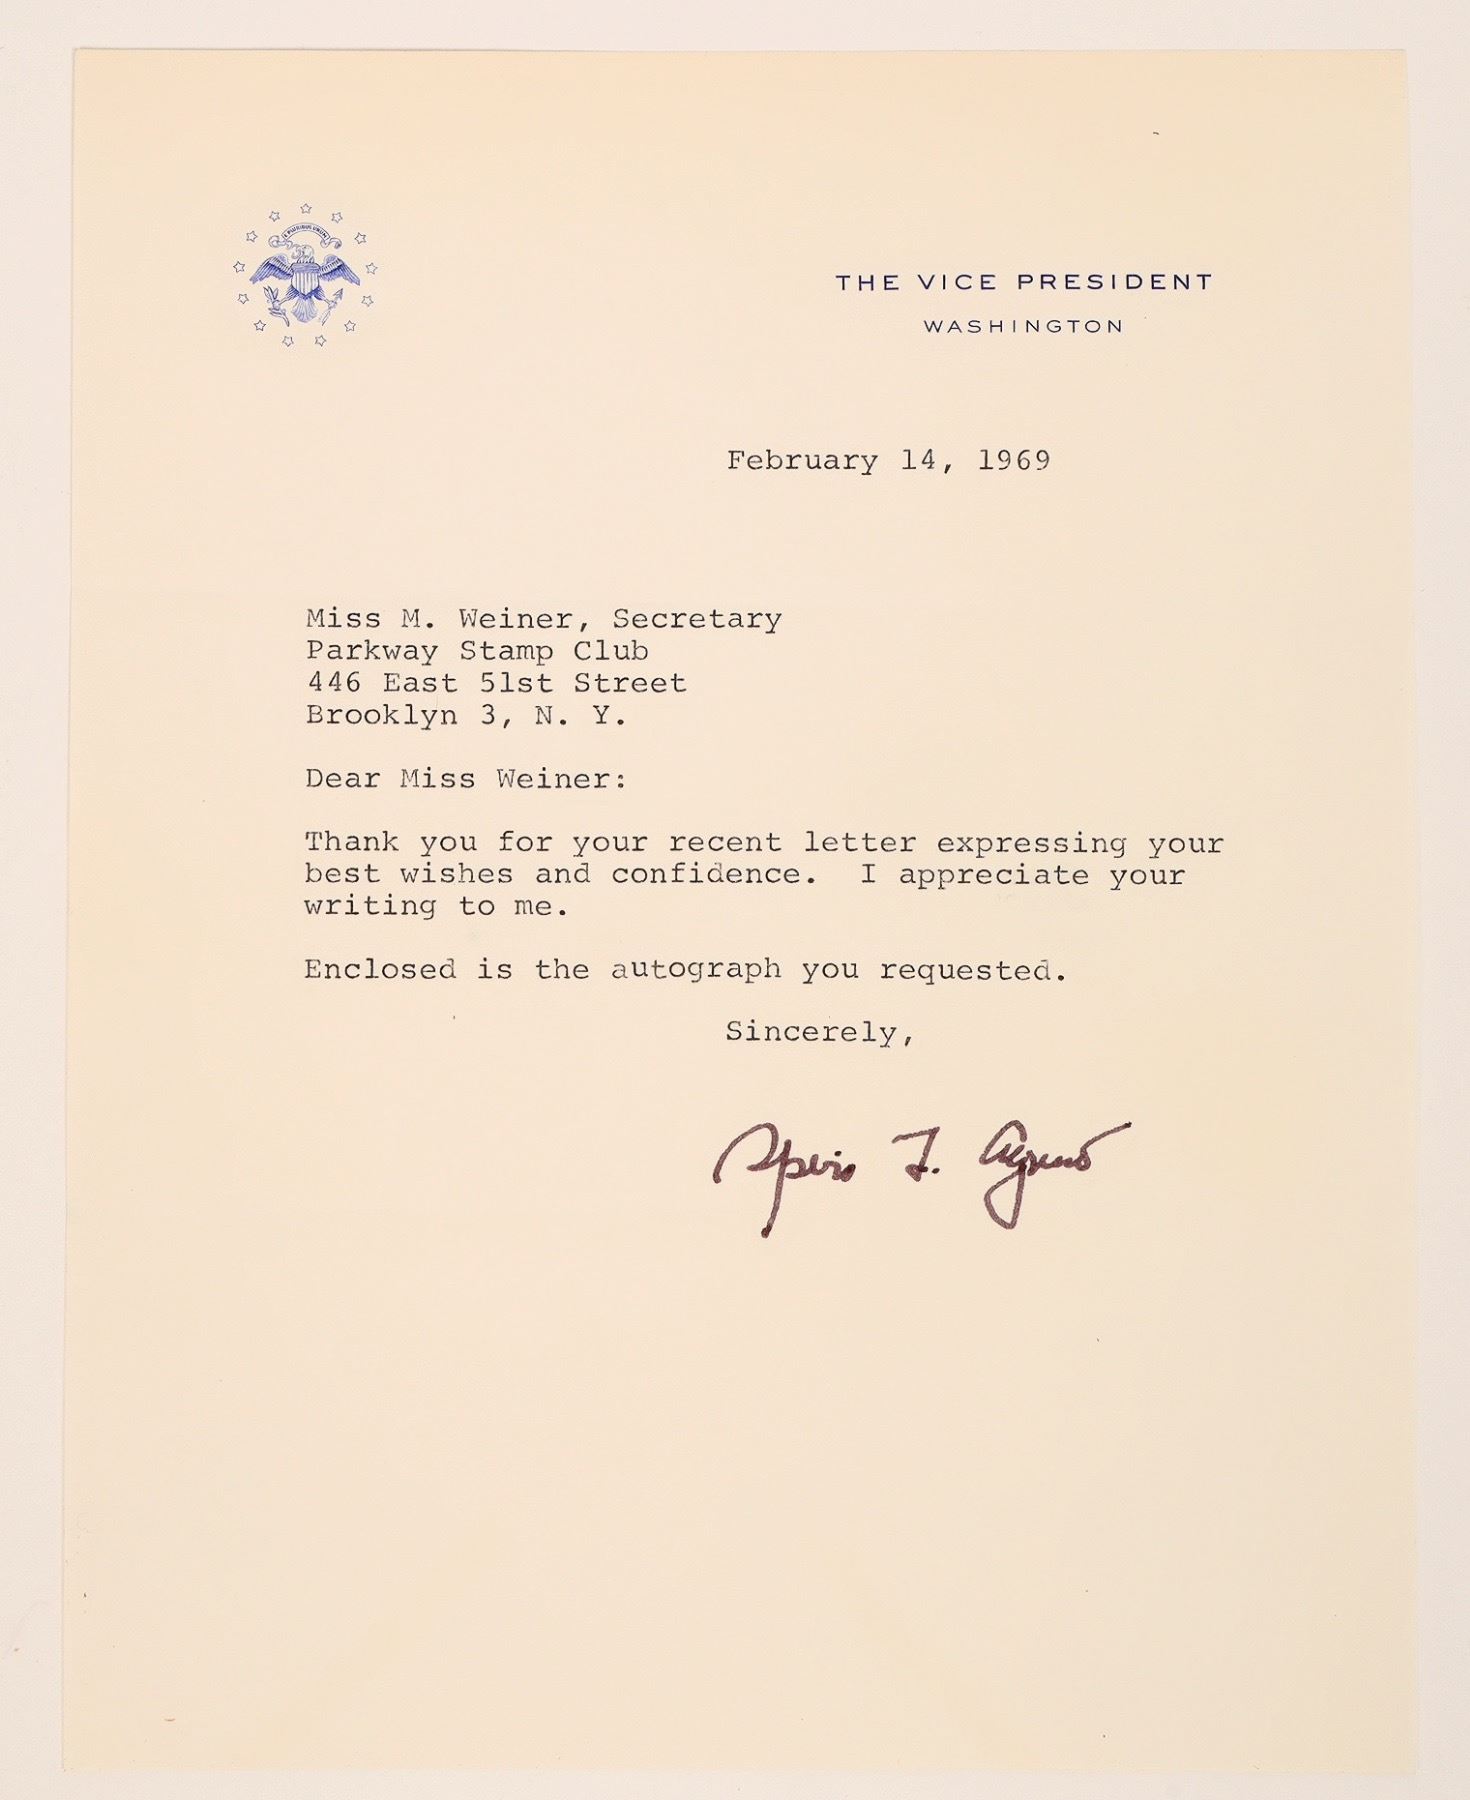 E PLURIBUS UNUM
THE VICE PRESIDENT
WASHINGTON
February 14, 1969
Miss M. Weiner, Secretary
Parkway Stamp Club
446 East 51st Street
Brooklyn 3, N. Y.
Dear Miss Weiner:
Thank you for your recent letter expressing your
best wishes and confidence. I appreciate your
writing to me.
Enclosed is the autograph you requested.
Sincerely,
Spiro T. Agnew